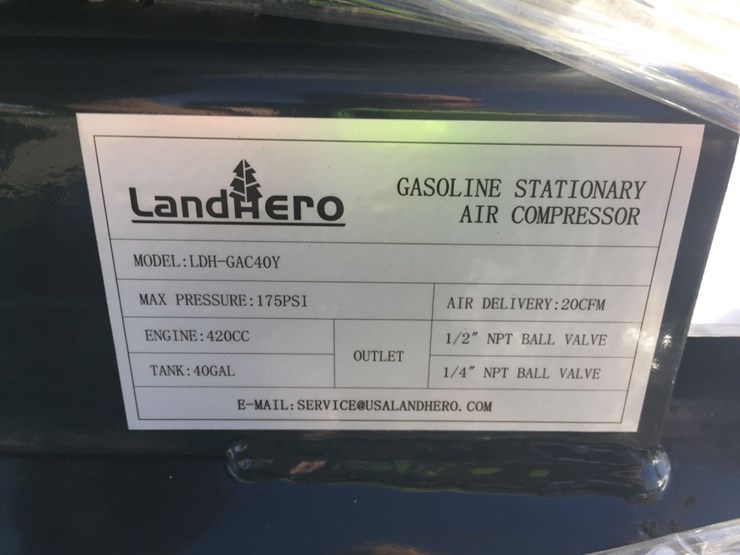 LandHero
GASOLINE STATIONARY
AIR COMPRESSOR
MODEL:LDH-GAC40Y
MAX PRESSURE:175PSI
AIR DELIVERY:20CFM
ENGINE:420CC
OUTLET
1/2" NPT BALL VALVE
TANK:40GAL
1/4" NPT BALL VALVE
E-MAIL:SERVICE@USALANDHERO.COM